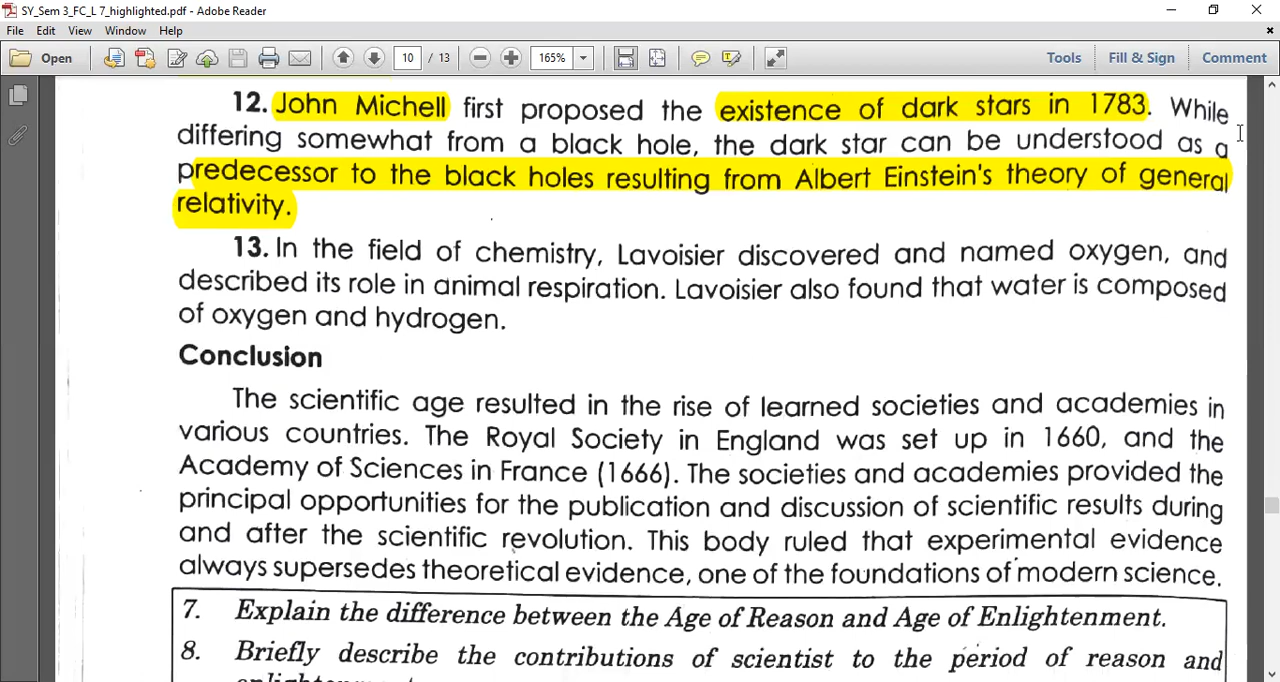 SY_Sem 3_FC_L 7_highlighted.pdf - Adobe Reader
File Edit View Window Help
Open 10 / 13 165% Tools Fill & Sign Comment
12. John Michell first proposed the existence of dark stars in 1783. While
differing somewhat from a black hole, the dark star can be understood as a
predecessor to the black holes resulting from Albert Einstein's theory of general
relativity.
13. In the field of chemistry, Lavoisier discovered and named oxygen, and
described its role in animal respiration. Lavoisier also found that water is composed
of oxygen and hydrogen.
Conclusion
The scientific age resulted in the rise of learned societies and academies in
various countries. The Royal Society in England was set up in 1660, and the
Academy of Sciences in France (1666). The societies and academies provided the
principal opportunities for the publication and discussion of scientific results during
and after the scientific revolution. This body ruled that experimental evidence
always supersedes theoretical evidence, one of the foundations of modern science.
7. Explain the difference between the Age of Reason and Age of Enlightenment.
8. Briefly describe the contributions of scientist to the period of reason and